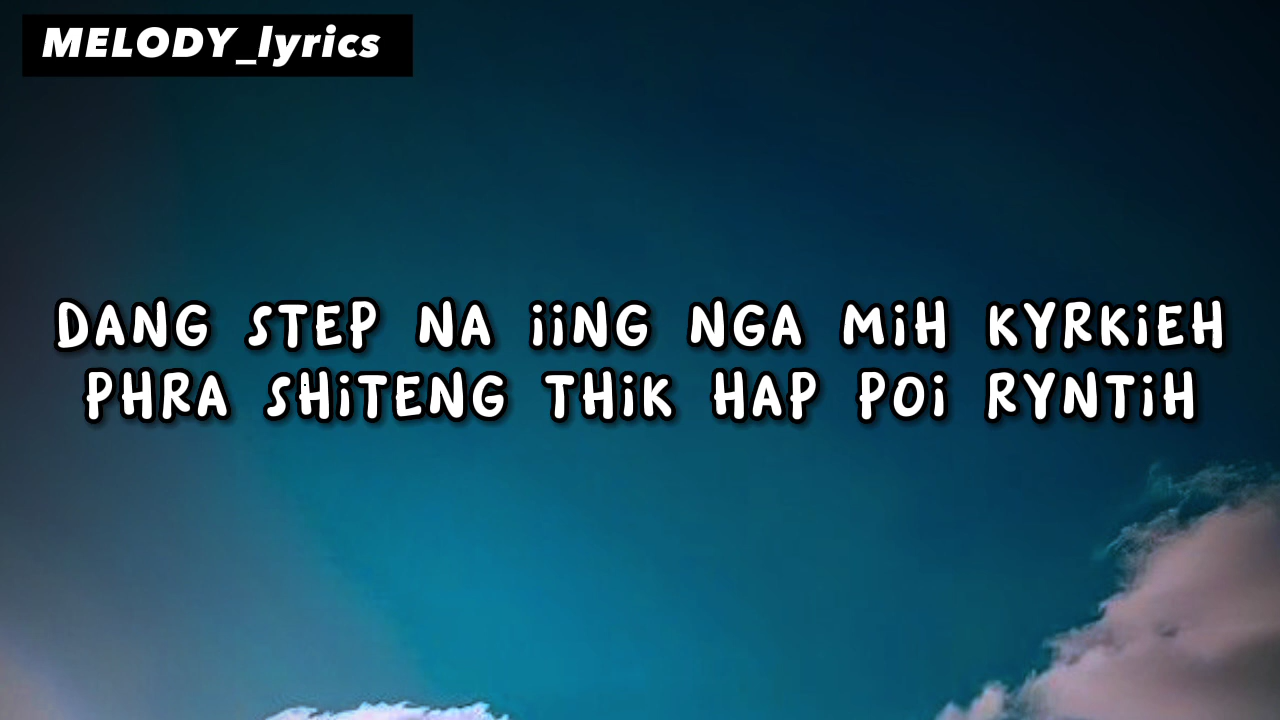 MELODY_lyrics
DANG STEP NA iiNG NGA MiH KYRKiEH
PHRA SHiTENG THiK HAP POi RYNTiH